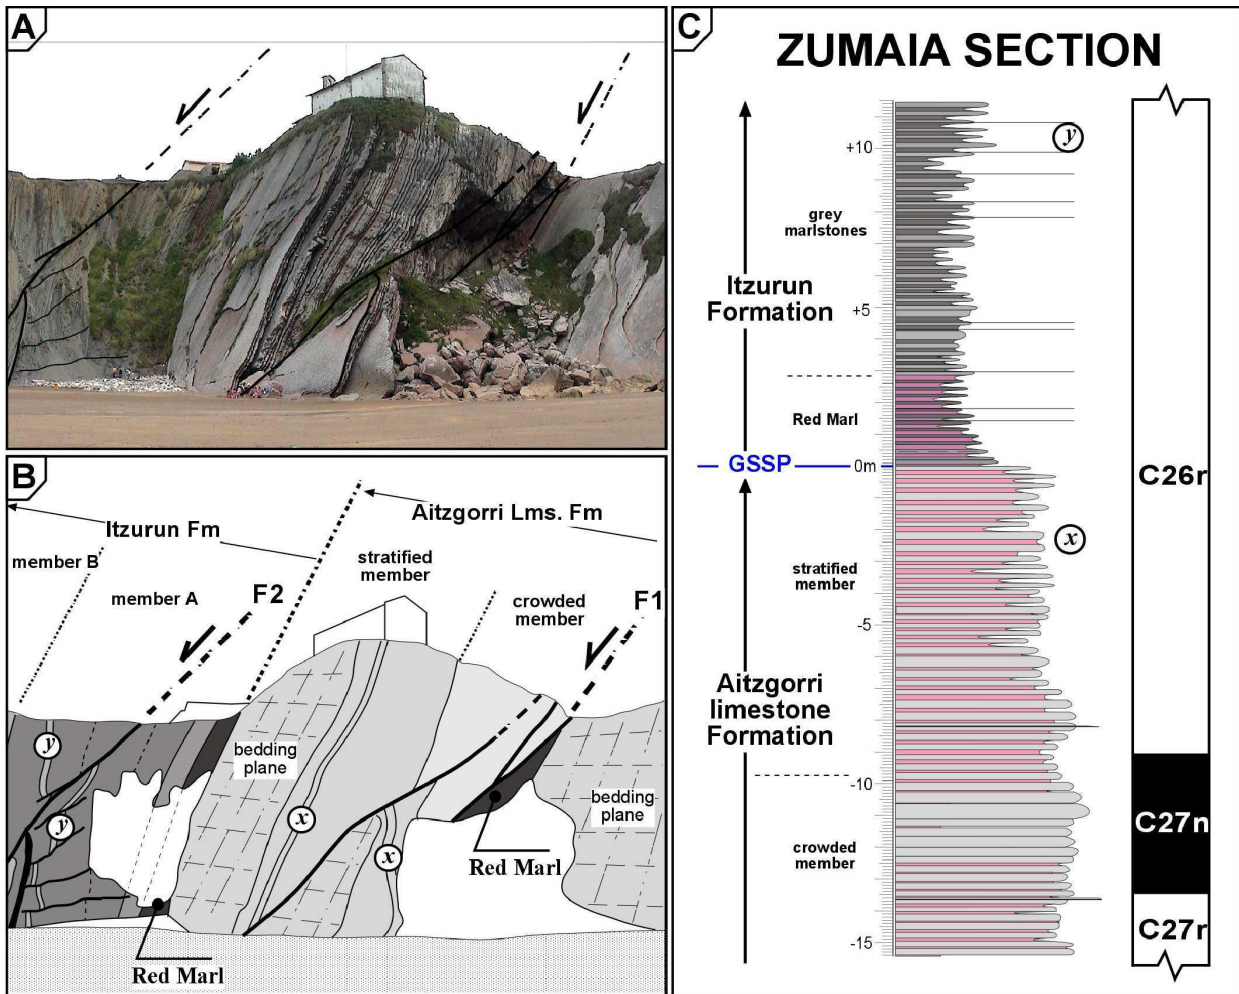 A
B
Itzurun Fm
Aitzgorri Lms. Fm
member B
member A
F2
stratified
member
crowded
member
F1
y
y
bedding
plane
bedding
plane
x
x
Red Marl
Red Marl
C
ZUMAIA SECTION
+10
y
grey
marlstones
Itzurun
Formation
+5
Red Marl
GSSP
0m
C26r
x
stratified
member
-5
Aitzgorri
limestone
Formation
-10
C27n
crowded
member
C27r
-15